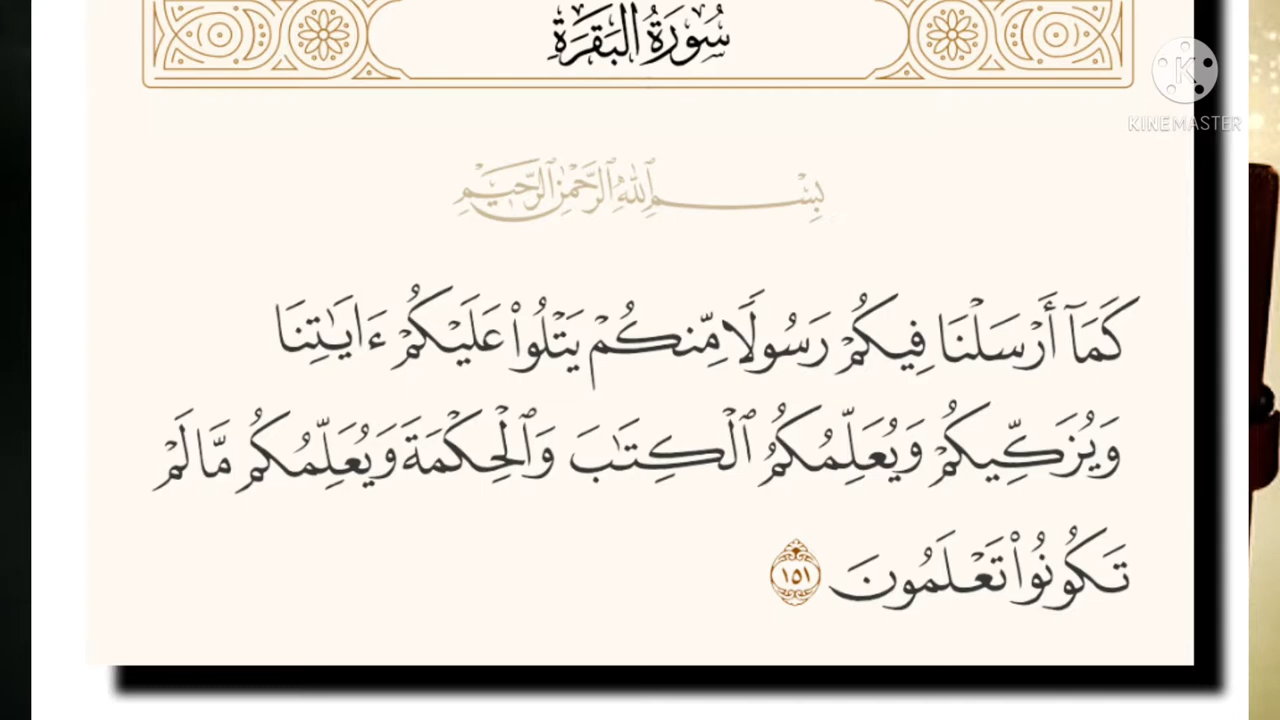 سُورَةُ البَقَرَةِ
KINEMASTER
بِسْمِ ٱللَّهِ ٱلرَّحْمَٰنِ ٱلرَّحِيمِ
كَمَآ أَرْسَلْنَا فِيكُمْ رَسُولًا مِّنكُمْ يَتْلُوا۟ عَلَيْكُمْ ءَايَٰتِنَا
وَيُزَكِّيكُمْ وَيُعَلِّمُكُمُ ٱلْكِتَٰبَ وَٱلْحِكْمَةَ وَيُعَلِّمُكُم مَّا لَمْ
تَكُونُوا۟ تَعْلَمُونَ ١٥١